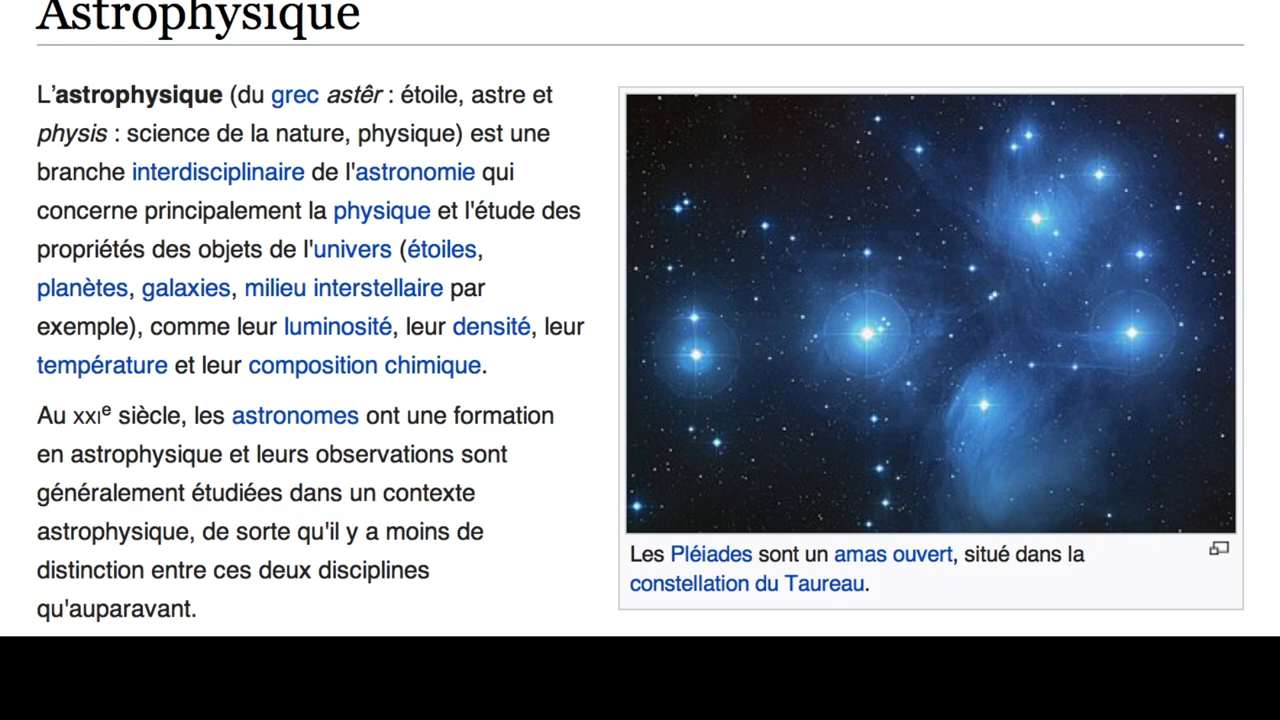 Astrophysique
L'astrophysique (du grec astêr : étoile, astre et
physis : science de la nature, physique) est une
branche interdisciplinaire de l'astronomie qui
concerne principalement la physique et l'étude des
propriétés des objets de l'univers (étoiles,
planètes, galaxies, milieu interstellaire par
exemple), comme leur luminosité, leur densité, leur
température et leur composition chimique.
Au XXIe siècle, les astronomes ont une formation
en astrophysique et leurs observations sont
généralement étudiées dans un contexte
astrophysique, de sorte qu'il y a moins de
distinction entre ces deux disciplines
qu'auparavant.
Les Pléiades sont un amas ouvert, situé dans la
constellation du Taureau.